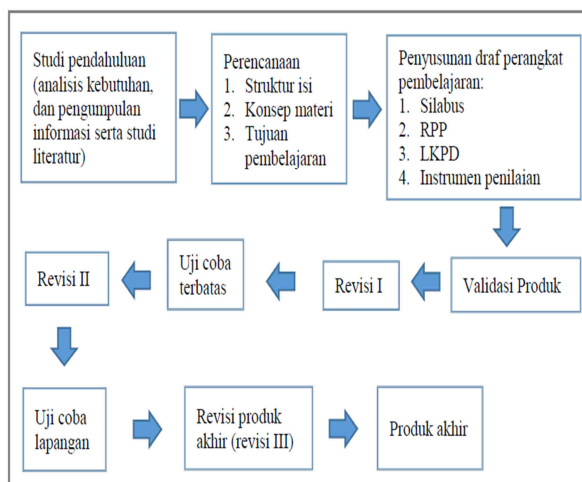 Studi pendahuluan
(analisis kebutuhan,
dan pengumpulan
informasi serta studi
literatur)
Perencanaan
1. Struktur isi
2. Konsep materi
3. Tujuan
pembelajaran
Penyusunan draf perangkat
pembelajaran:
1. Silabus
2. RPP
3. LKPD
4. Instrumen penilaian
Validasi Produk
Revisi I
Uji coba
terbatas
Revisi II
Uji coba
lapangan
Revisi produk
akhir (revisi III)
Produk akhir